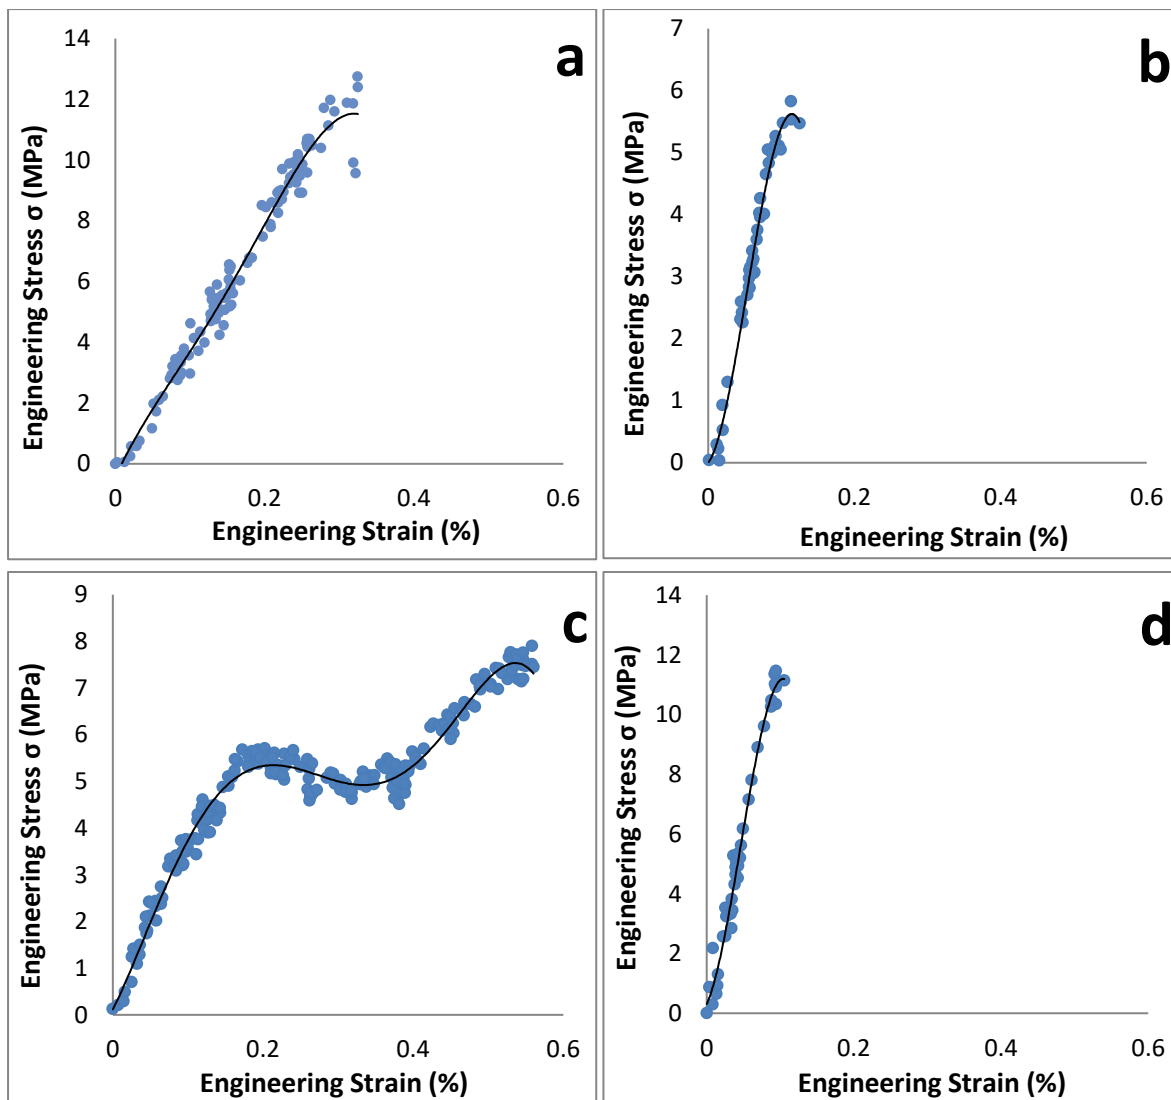 a
Engineering Stress σ (MPa)
14
12
10
8
6
4
2
0
0 0.2 0.4 0.6
Engineering Strain (%)
b
Engineering Stress σ (MPa)
7
6
5
4
3
2
1
0
0 0.2 0.4 0.6
Engineering Strain (%)
c
Engineering Stress σ (MPa)
9
8
7
6
5
4
3
2
1
0
0 0.2 0.4 0.6
Engineering Strain (%)
d
Engineering Stress σ (MPa)
14
12
10
8
6
4
2
0
0 0.2 0.4 0.6
Engineering Strain (%)